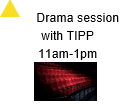 Drama session
with TIPP
11am-1pm